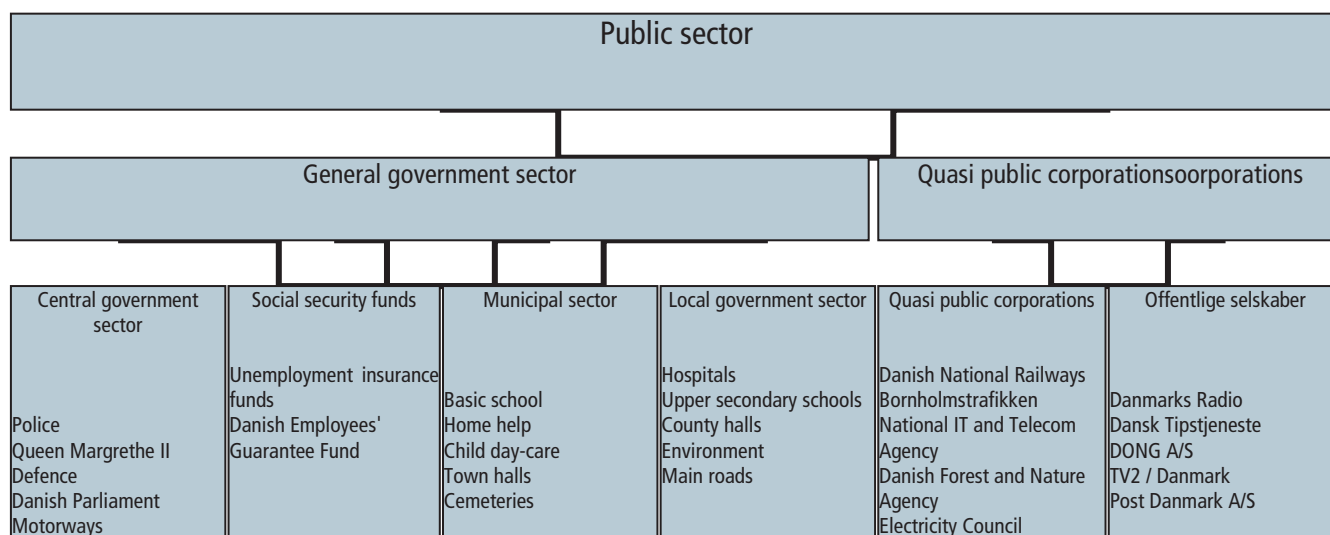 Public sector
General government sector
Quasi public corporationsoorporations
Central government
sector
Police
Queen Margrethe II
Defence
Danish Parliament
Motorways
Social security funds
Unemployment insurance
funds
Danish Employees'
Guarantee Fund
Municipal sector
Basic school
Home help
Child day-care
Town halls
Cemeteries
Local government sector
Hospitals
Upper secondary schools
County halls
Environment
Main roads
Quasi public corporations
Danish National Railways
Bornholmstrafikken
National IT and Telecom
Agency
Danish Forest and Nature
Agency
Electricity Council
Offentlige selskaber
Danmarks Radio
Dansk Tipstjeneste
DONG A/S
TV2 / Danmark
Post Danmark A/S